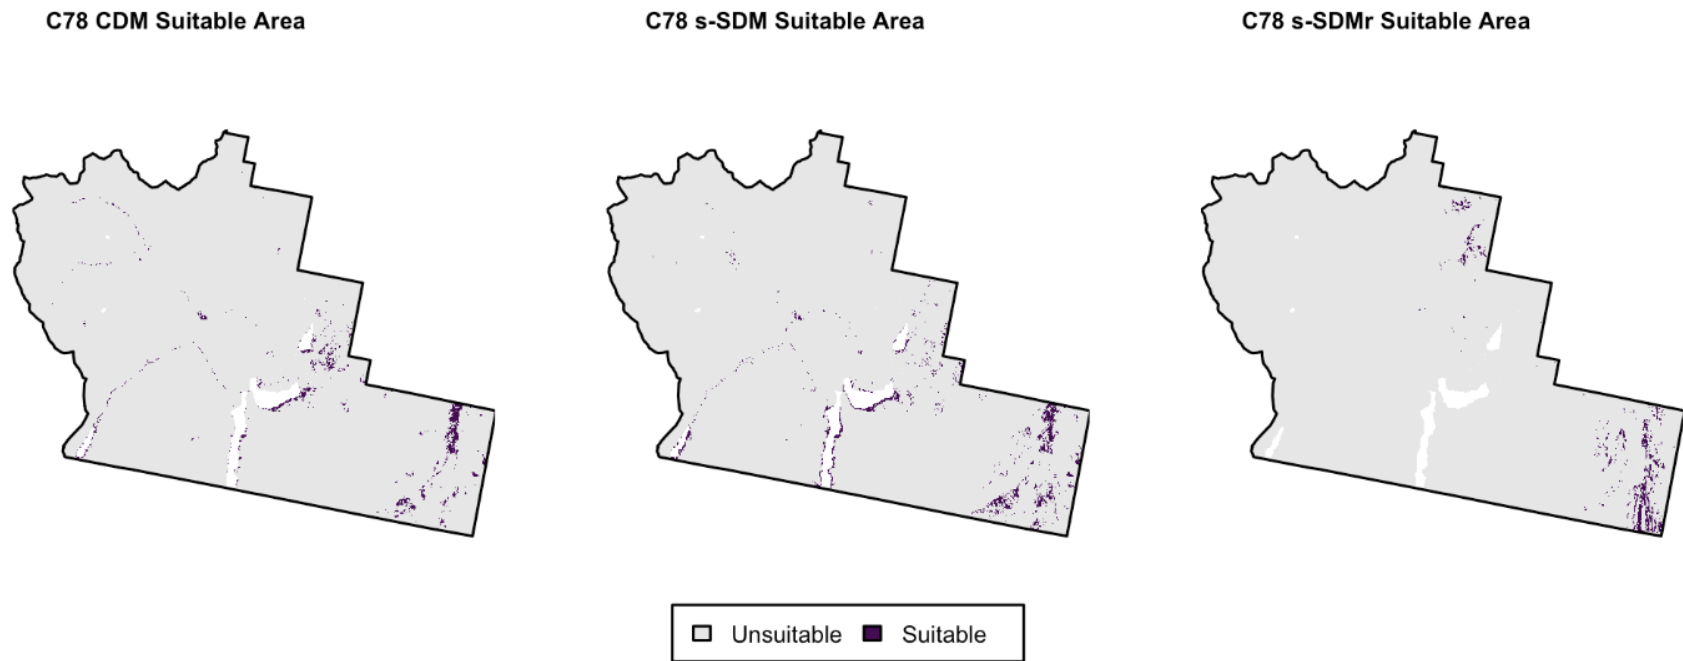 C78 CDM Suitable Area
C78 s-SDM Suitable Area
C78 s-SDMr Suitable Area
Unsuitable
Suitable